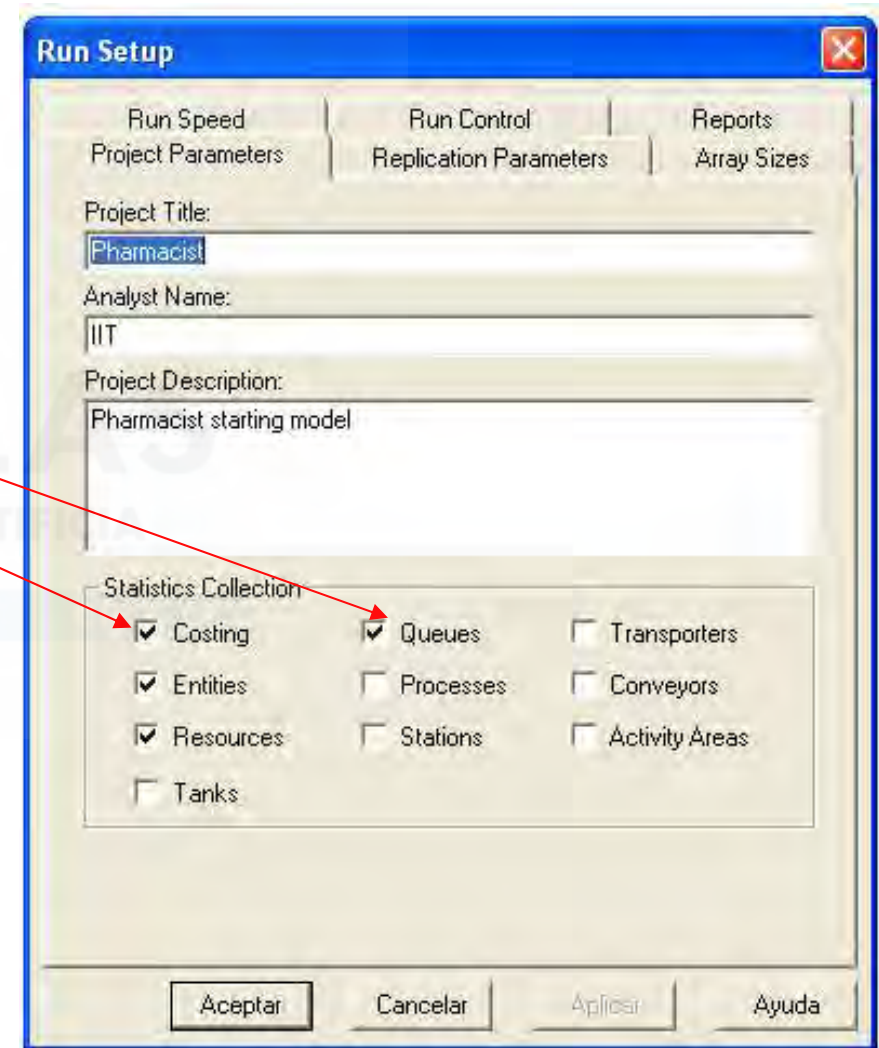 Run Setup
Run Speed Run Control Reports
Project Parameters Replication Parameters Array Sizes
Project Title:
Pharmacist
Analyst Name:
IIT
Project Description:
Pharmacist starting model
Statistics Collection
Costing Queues Transporters
Entities Processes Conveyors
Resources Stations Activity Areas
Tanks
Aceptar Cancelar Aplicar Ayuda